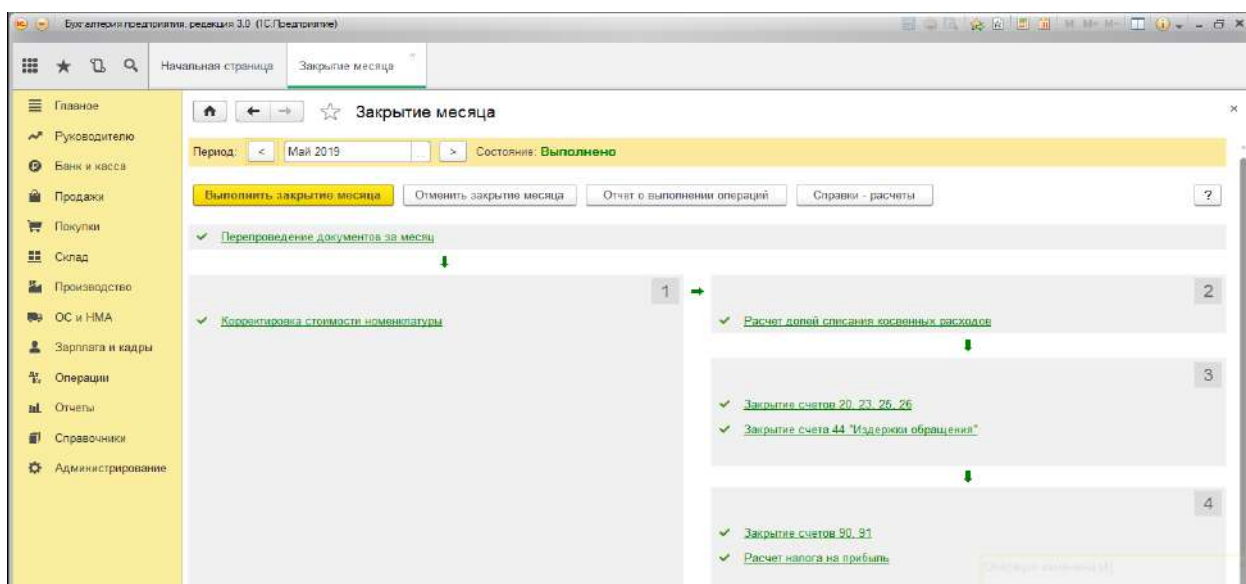 Бухгалтерия предприятия, редакция 3.0 (1С:Предприятие)
M M+ M-
Начальная страница
Закрытие месяца
Главное
Руководителю
Банк и касса
Продажи
Покупки
Склад
Производство
ОС и НМА
Зарплата и кадры
Операции
Отчеты
Справочники
Администрирование
Закрытие месяца
Период: < Май 2019 ... > Состояние: Выполнено
Выполнить закрытие месяца
Отменить закрытие месяца
Отчет о выполнении операций
Справки - расчеты
?
Перепроведение документов за месяц
1
Корректировка стоимости номенклатуры
2
Расчет долей списания косвенных расходов
3
Закрытие счетов 20, 23, 25, 26
Закрытие счета 44 "Издержки обращения"
4
Закрытие счетов 90, 91
Расчет налога на прибыль